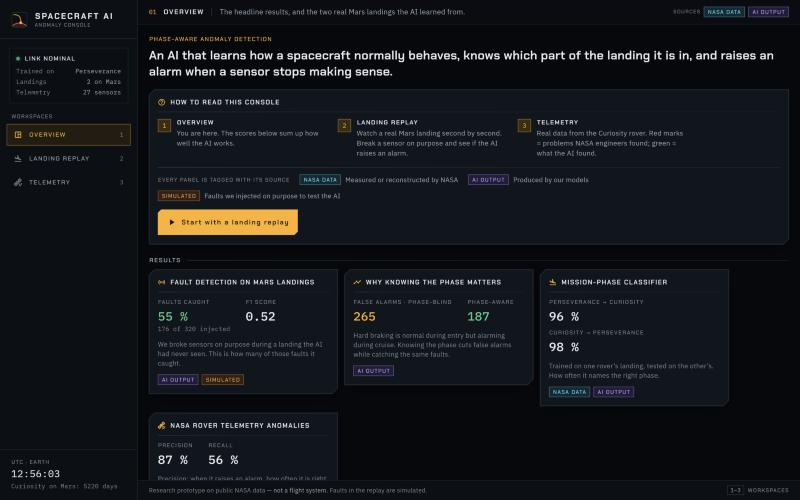 SPACECRAFT AI
ANOMALY CONSOLE
LINK NOMINAL
Trained on Perseverance
Landings 2 on Mars
Telemetry 27 sensors
WORKSPACES
OVERVIEW 1
LANDING REPLAY 2
TELEMETRY 3
UTC · EARTH
12:56:03
Curiosity on Mars: 5220 days
01 OVERVIEW The headline results, and the two real Mars landings the AI learned from.
SOURCES NASA DATA AI OUTPUT
PHASE-AWARE ANOMALY DETECTION
An AI that learns how a spacecraft normally behaves, knows which part of the landing it is in, and raises an
alarm when a sensor stops making sense.
HOW TO READ THIS CONSOLE
1 OVERVIEW
You are here. The scores below sum up how
well the AI works.
2 LANDING REPLAY
Watch a real Mars landing second by second.
Break a sensor on purpose and see if the AI
raises an alarm.
3 TELEMETRY
Real data from the Curiosity rover. Red marks
= problems NASA engineers found; green =
what the AI found.
EVERY PANEL IS TAGGED WITH ITS SOURCE NASA DATA Measured or reconstructed by NASA AI OUTPUT Produced by our models
SIMULATED Faults we injected on purpose to test the AI
Start with a landing replay
RESULTS
FAULT DETECTION ON MARS LANDINGS
FAULTS CAUGHT F1 SCORE
55 % 0.52
176 of 320 injected
We broke sensors on purpose during a landing the AI
had never seen. This is how many of those faults it
caught.
AI OUTPUT SIMULATED
WHY KNOWING THE PHASE MATTERS
FALSE ALARMS · PHASE-BLIND PHASE-AWARE
265 187
Hard braking is normal during entry but alarming
during cruise. Knowing the phase cuts false alarms
while catching the same faults.
AI OUTPUT
MISSION-PHASE CLASSIFIER
PERSEVERANCE → CURIOSITY
96 %
CURIOSITY → PERSEVERANCE
98 %
Trained on one rover's landing, tested on the other's.
How often it names the right phase.
NASA DATA AI OUTPUT
NASA ROVER TELEMETRY ANOMALIES
PRECISION RECALL
87 % 56 %
Precision: when it raises an alarm, how often it is right.
Research prototype on public NASA data — not a flight system. Faults in the replay are simulated.
1–3 WORKSPACES